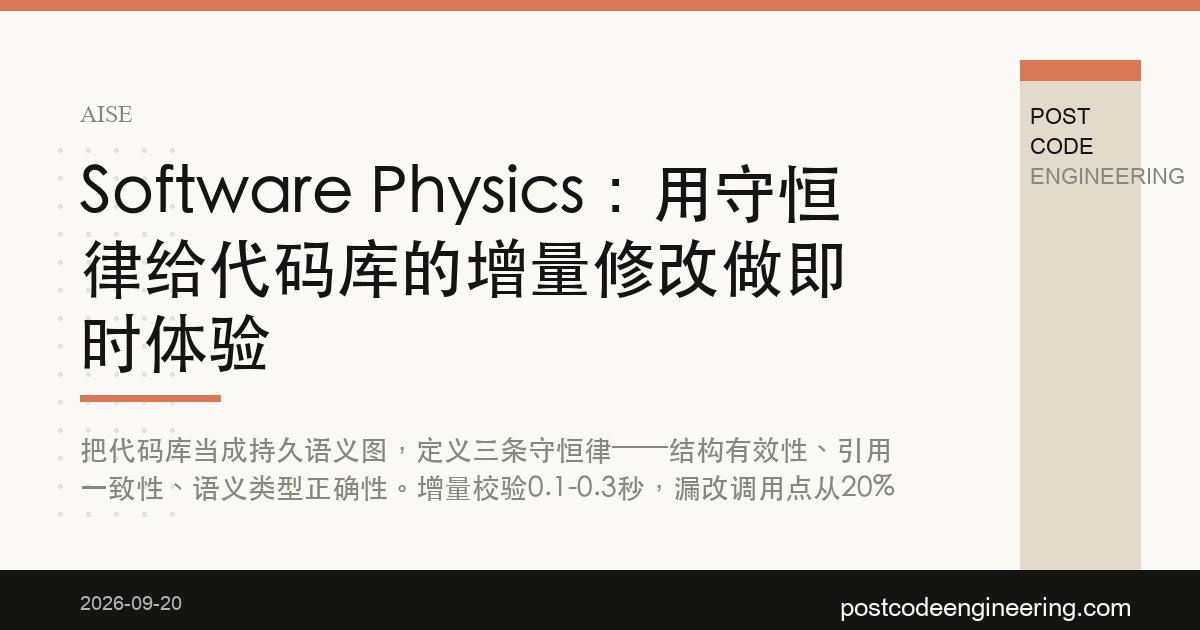 AISE
Software Physics：用守恒
律给代码库的增量修改做即
时体验
把代码库当成持久语义图，定义三条守恒律——结构有效性、引用
一致性、语义类型正确性。增量校验0.1-0.3秒，漏改调用点从20%
POST
CODE
ENGINEERING
2026-09-20
postcodeengineering.com